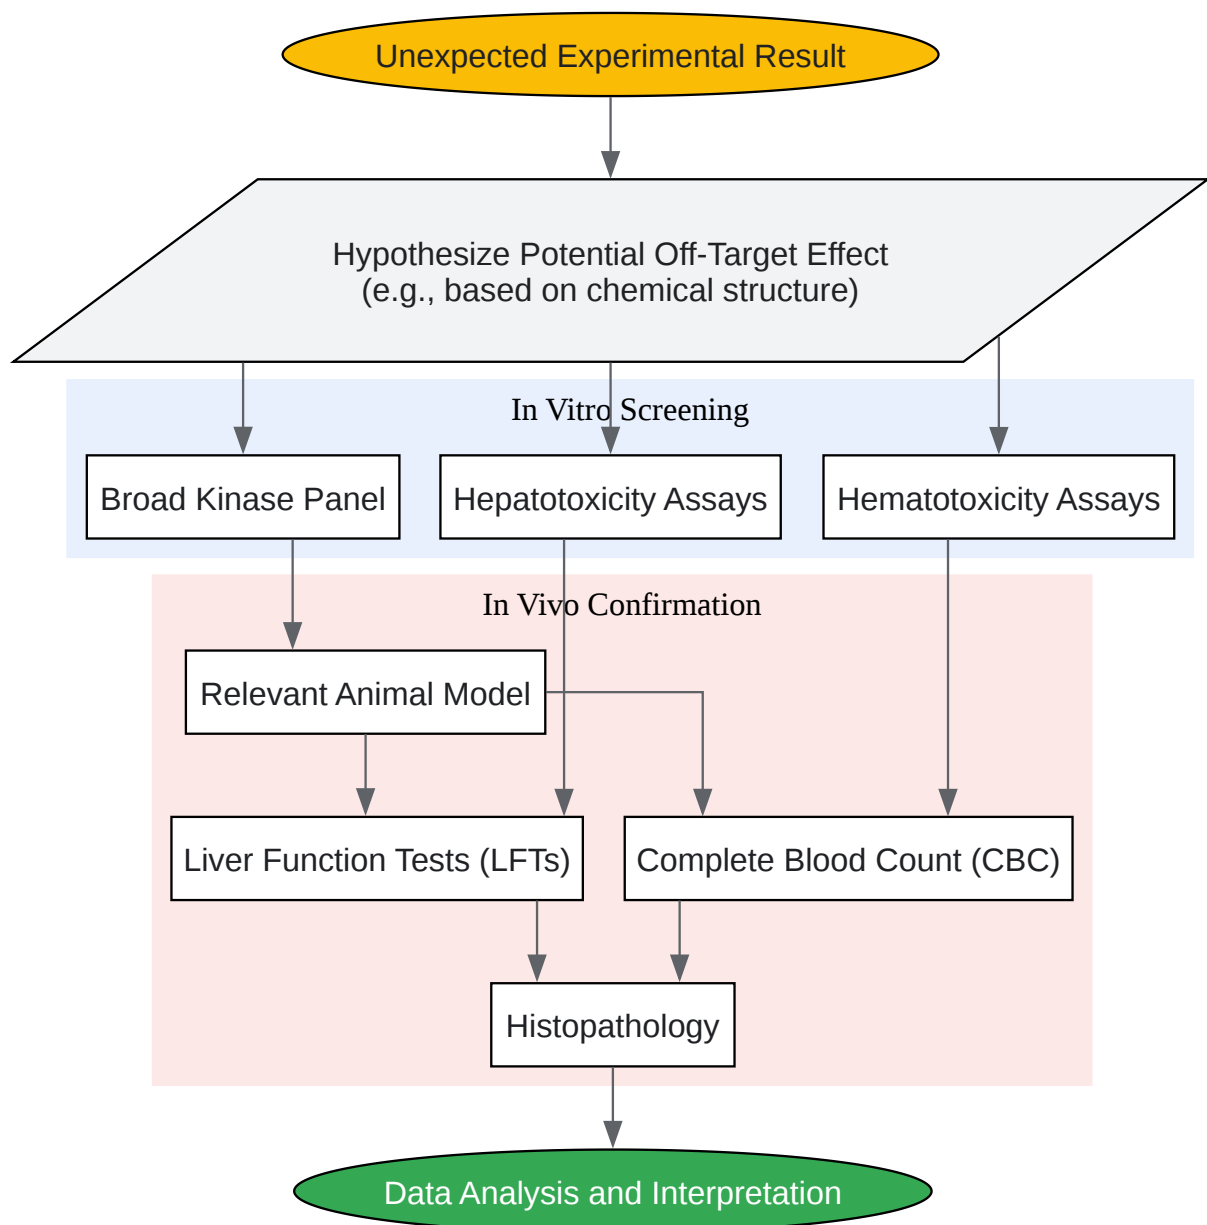 Unexpected Experimental Result
Hypothesize Potential Off-Target Effect
(e.g., based on chemical structure)
In Vitro Screening
Broad Kinase Panel
Hepatotoxicity Assays
Hematotoxicity Assays
In Vivo Confirmation
Relevant Animal Model
Liver Function Tests (LFTs)
Complete Blood Count (CBC)
Histopathology
Data Analysis and Interpretation